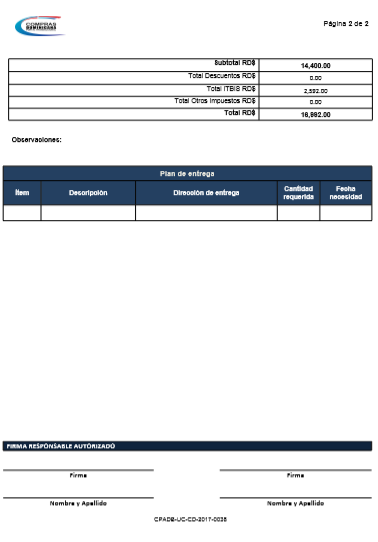 COMPRAS
DOMINICANA
Página 2 de 2
Subtotal RD$ 14,400.00
Total Descuentos RD$ 0.00
Total ITBIS RD$ 2,592.00
Total Otros Impuestos RD$ 0.00
Total RD$ 16,992.00
Observaciones:
Plan de entrega
Item Descripción Dirección de entrega Cantidad requerida Fecha necesidad
FIRMA RESPONSABLE AUTORIZADO
Firma Firma
Nombre y Apellido Nombre y Apellido
CPADB-UC-CD-2017-0038